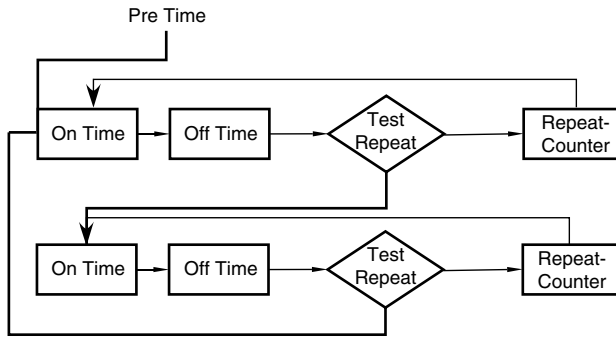 Pre Time
On Time
Off Time
Test
Repeat
Repeat-
Counter
On Time
Off Time
Test
Repeat
Repeat-
Counter